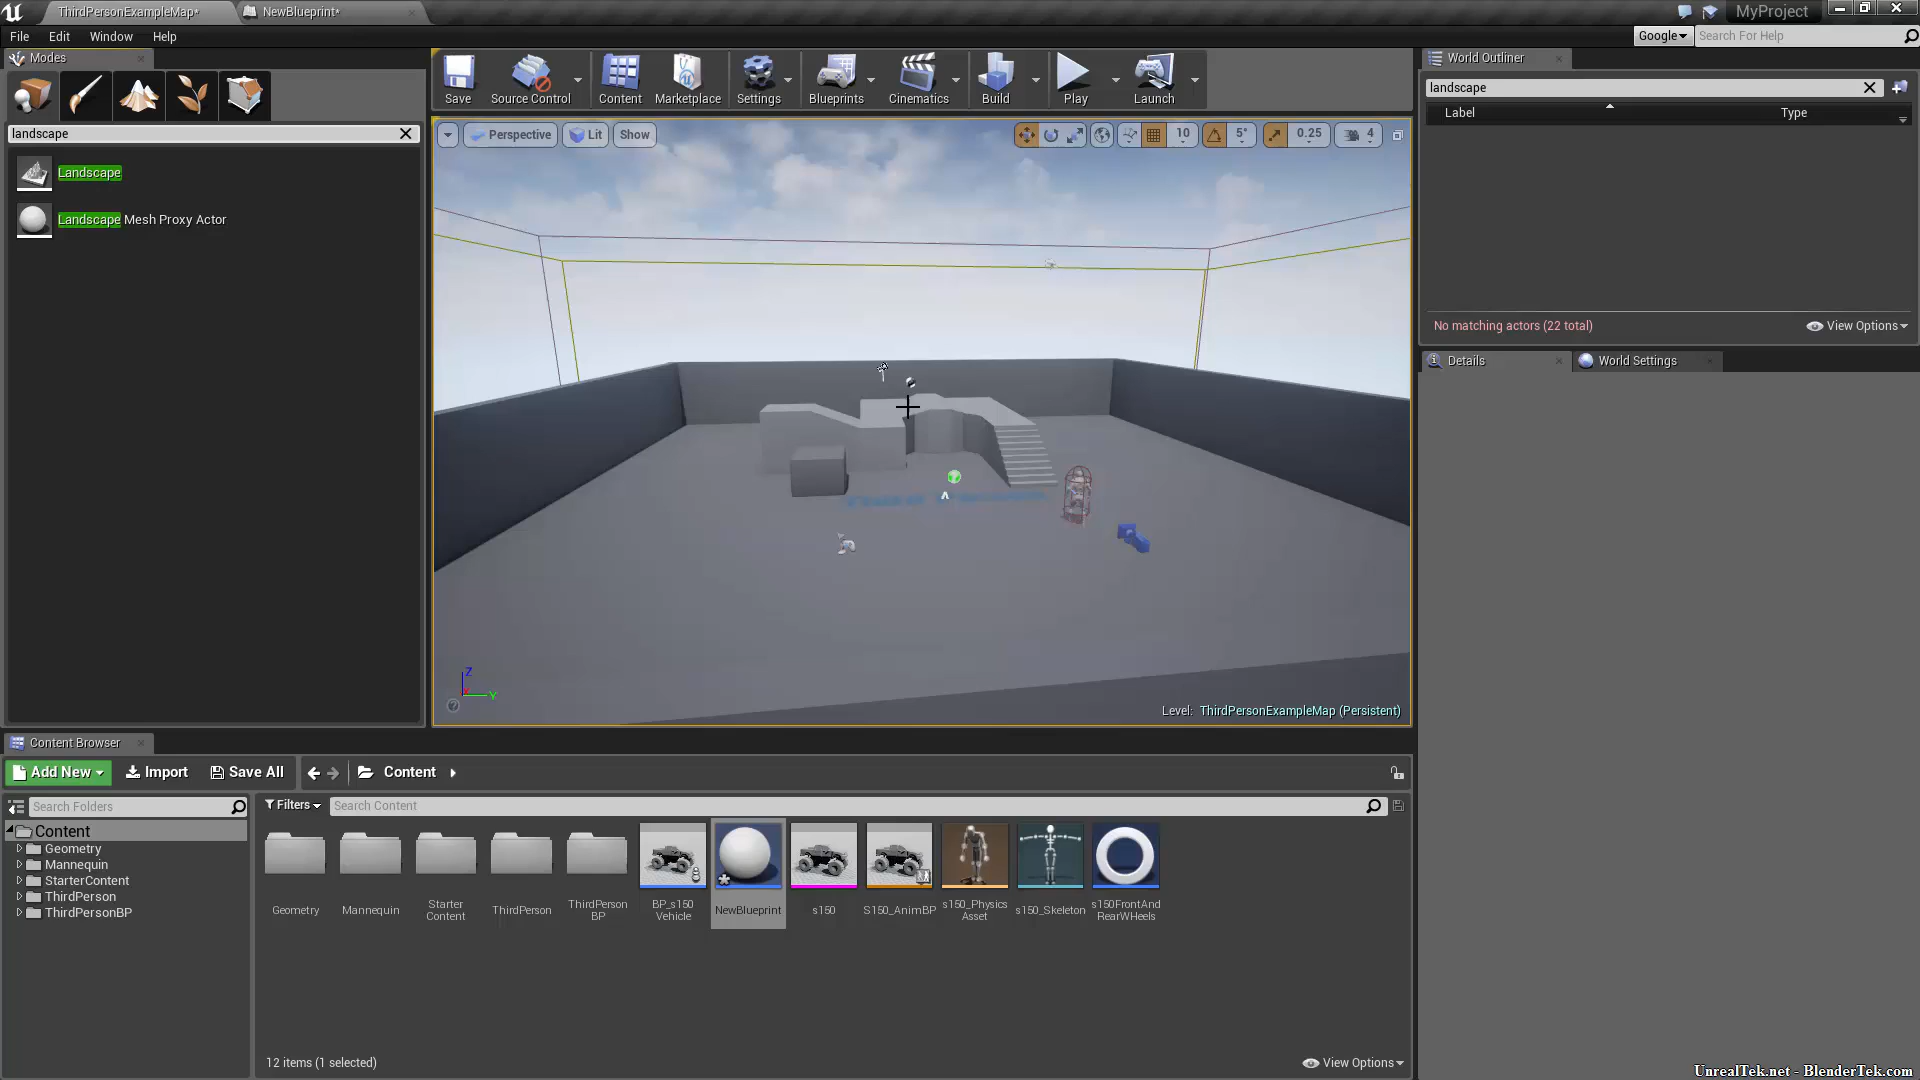 ThirdPersonExampleMap*
NewBlueprint*
MyProject
File Edit Window Help
Google
Search For Help
Modes
landscape
Landscape
Landscape Mesh Proxy Actor
Save
Source Control
Content
Marketplace
Settings
Blueprints
Cinematics
Build
Play
Launch
Perspective
Lit
Show
10
5°
0.25
4
Z
Y
Level: ThirdPersonExampleMap (Persistent)
World Outliner
landscape
Label
Type
No matching actors (22 total)
View Options
Details
World Settings
Content Browser
Add New
Import
Save All
Content
Search Folders
Filters
Search Content
Content
Geometry
Mannequin
StarterContent
ThirdPerson
ThirdPersonBP
Geometry
Mannequin
Starter
Content
ThirdPerson
ThirdPerson
BP
BP_s150
Vehicle
NewBlueprint
s150
S150_AnimBP
s150_Physics
Asset
s150_Skeleton
s150FrontAnd
RearWHeels
12 items (1 selected)
View Options
UnrealTek.net - BlenderTek.com